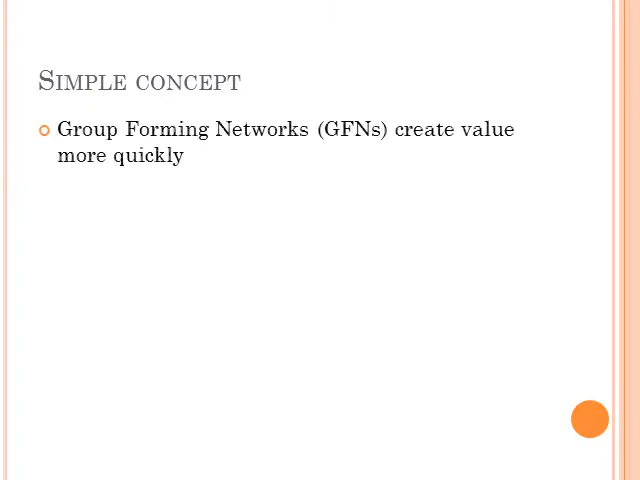 Simple concept
Group Forming Networks (GFNs) create value
more quickly